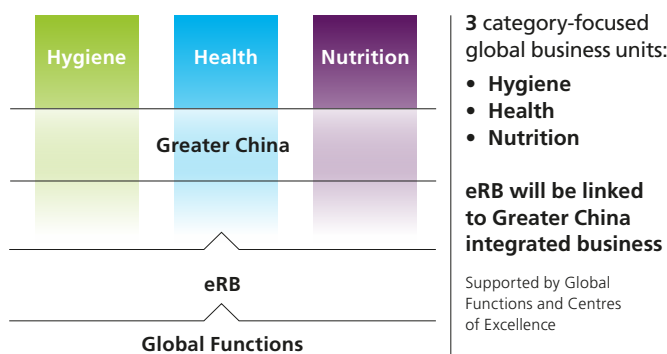 Hygiene
Health
Nutrition
Greater China
eRB
Global Functions
3 category-focused
global business units:
• Hygiene
• Health
• Nutrition
eRB will be linked
to Greater China
integrated business
Supported by Global
Functions and Centres
of Excellence